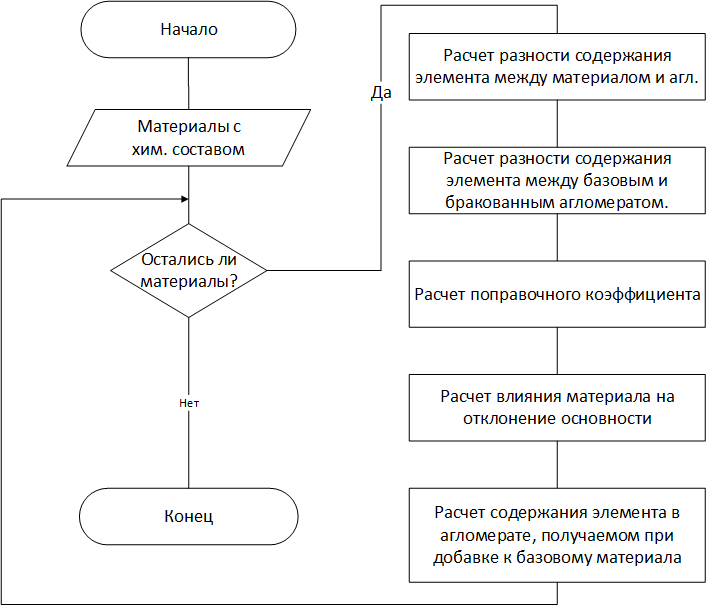 Начало
Материалы с
хим. составом
Остались ли
материалы?
Нет
Конец
Да
Расчет разности содержания
элемента между материалом и агл.
Расчет разности содержания
элемента между базовым и
бракованным агломератом.
Расчет поправочного коэффициента
Расчет влияния материала на
отклонение основности
Расчет содержания элемента в
агломерате, получаемом при
добавке к базовому материала